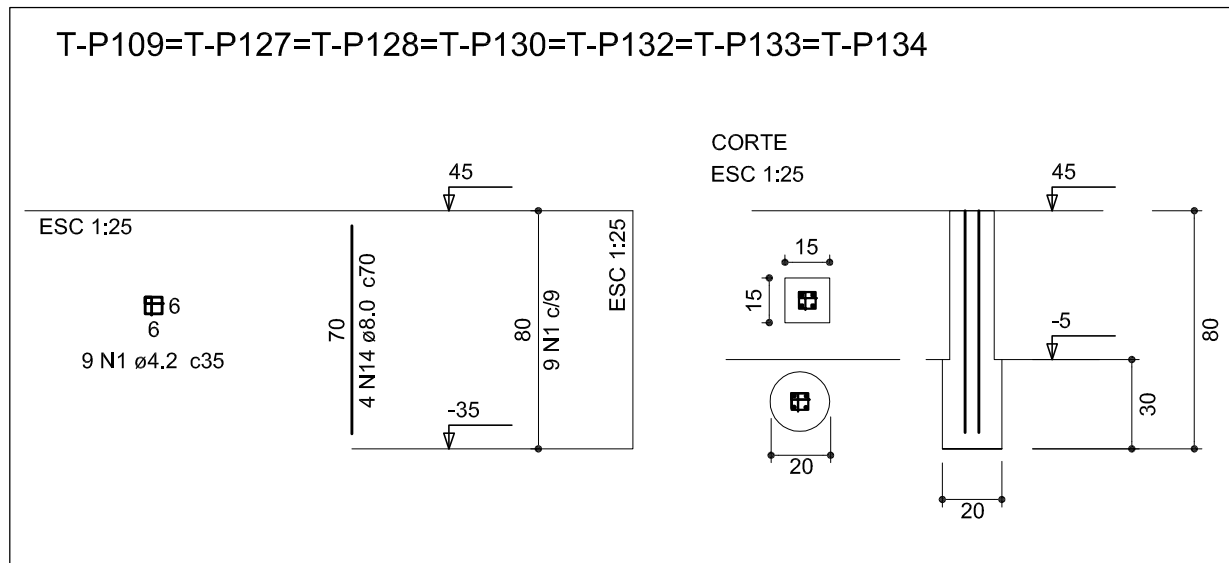 T-P109=T-P127=T-P128=T-P130=T-P132=T-P133=T-P134
ESC 1:25
6
6
9 N1 ø4.2 c35
70
4 N14 ø8.0 c70
45
-35
80
9 N1 c/9
ESC 1:25
CORTE
ESC 1:25
15
15
20
45
-5
30
80
20